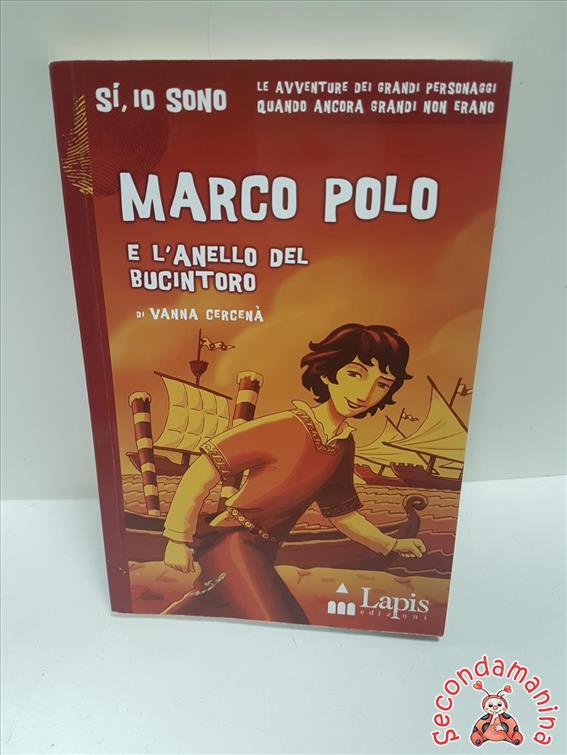 SÍ, IO SONO
LE AVVENTURE DEI GRANDI PERSONAGGI
QUANDO ANCORA GRANDI NON ERANO
MARCO POLO
E L'ANELLO DEL
BUCINTORO
DI VANNA CERCENÀ
Lapis
edizioni
Secondamanina